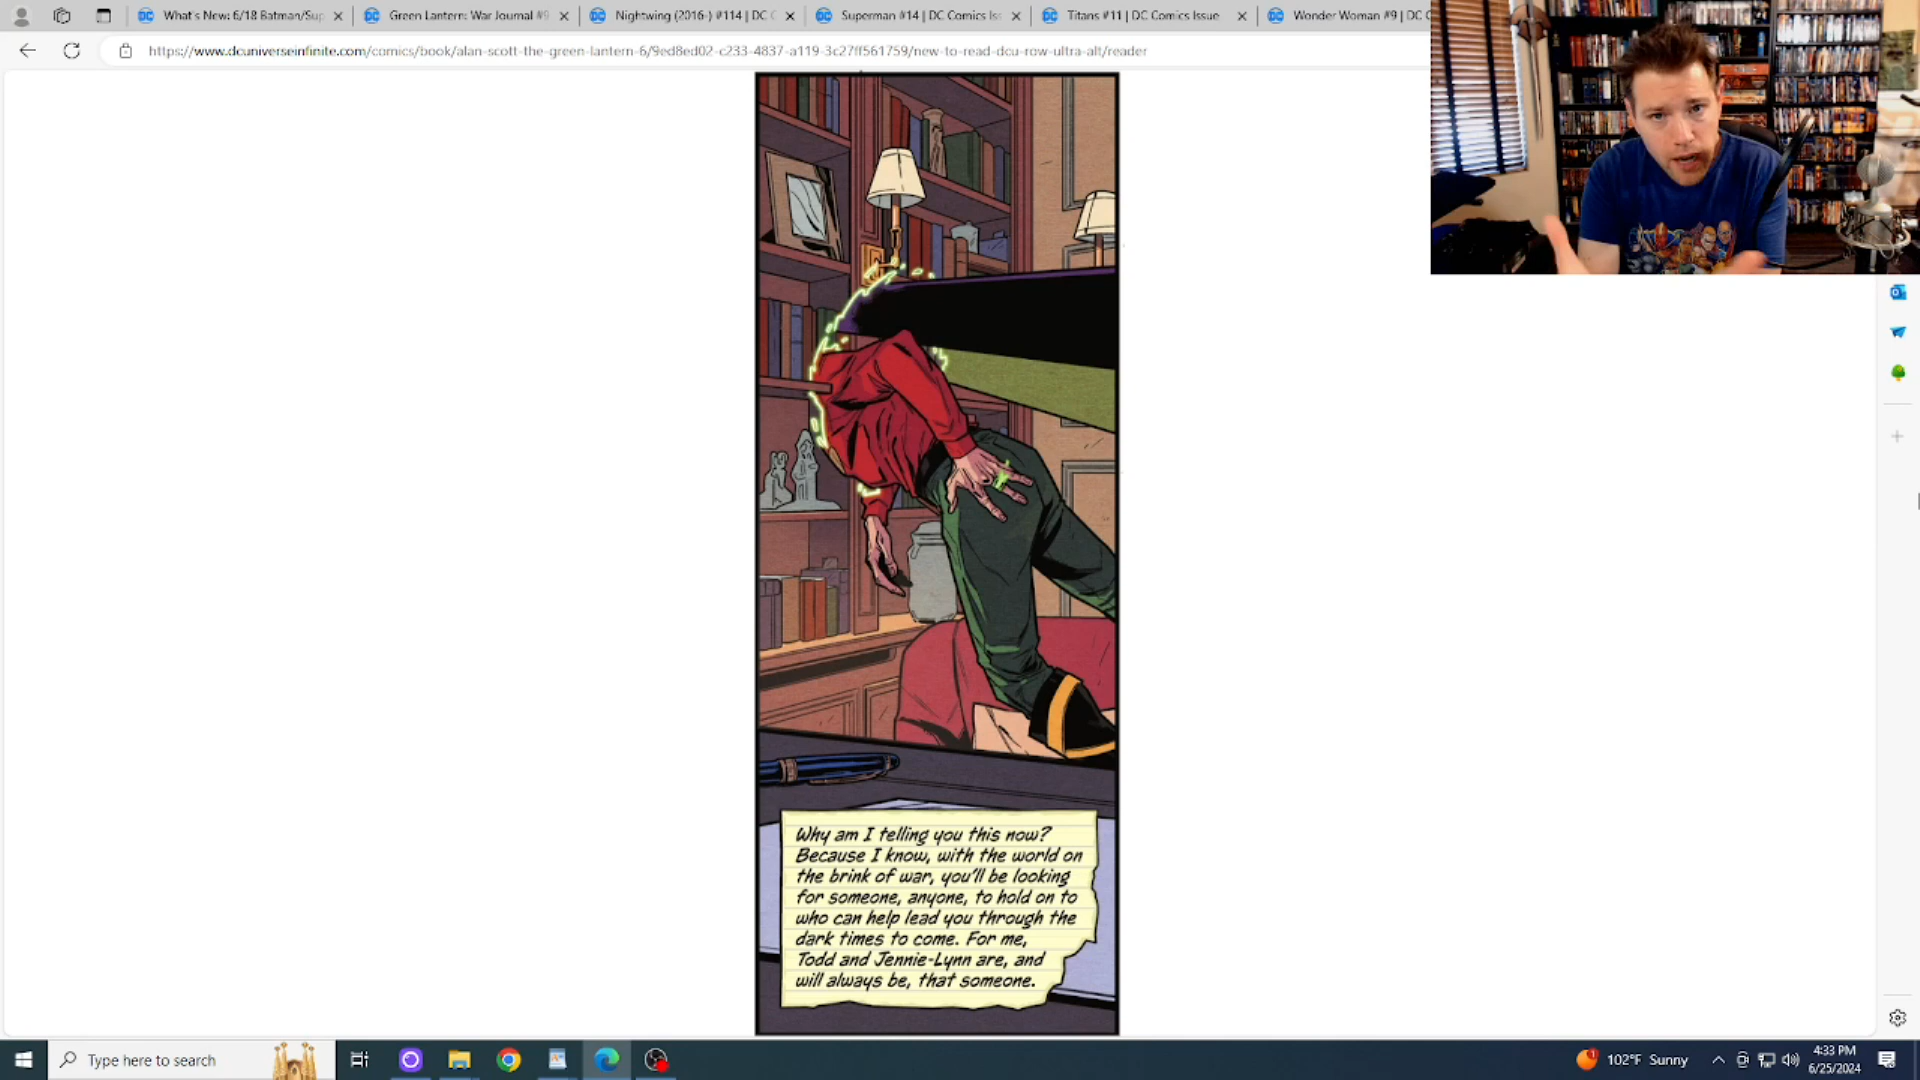 What's New: 6/18 Batman/Sup
Green Lantern: War Journal #9
Nightwing (2016-) #114 | DC C
Superman #14 | DC Comics Iss
Titans #11 | DC Comics Issue
Wonder Woman #9 | DC C
https://www.dcuniverseinfinite.com/comics/book/alan-scott-the-green-lantern-6/9ed8ed02-c233-4837-a119-3c27ff561759/new-to-read-dcu-row-ultra-alt/reader
Why am I telling you this now?
Because I know, with the world on
the brink of war, you'll be looking
for someone, anyone, to hold on to
who can help lead you through the
dark times to come. For me,
Todd and Jennie-Lynn are, and
will always be, that someone.
Type here to search
102°F Sunny
4:33 PM
6/25/2024